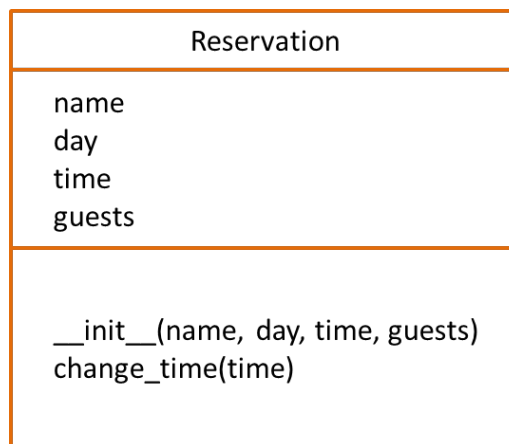 Reservation
name
day
time
guests
__init__(name, day, time, guests)
change_time(time)